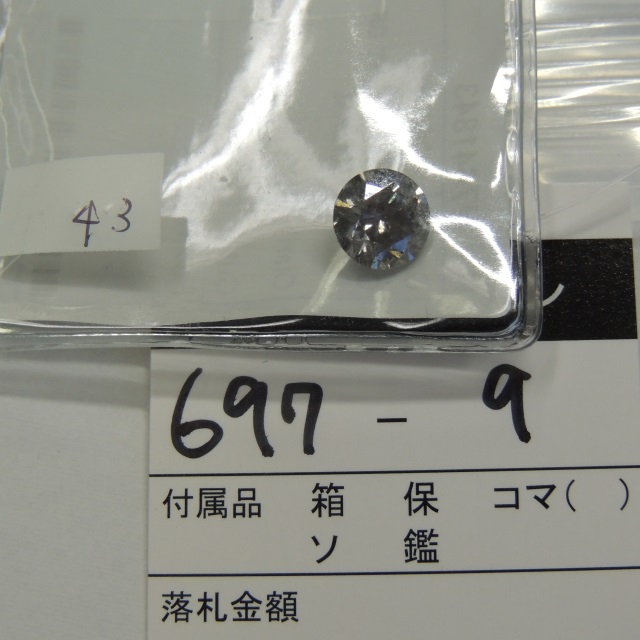 43
697 - 9
付属品 箱 保 コマ( )
ソ 鑑
落札金額